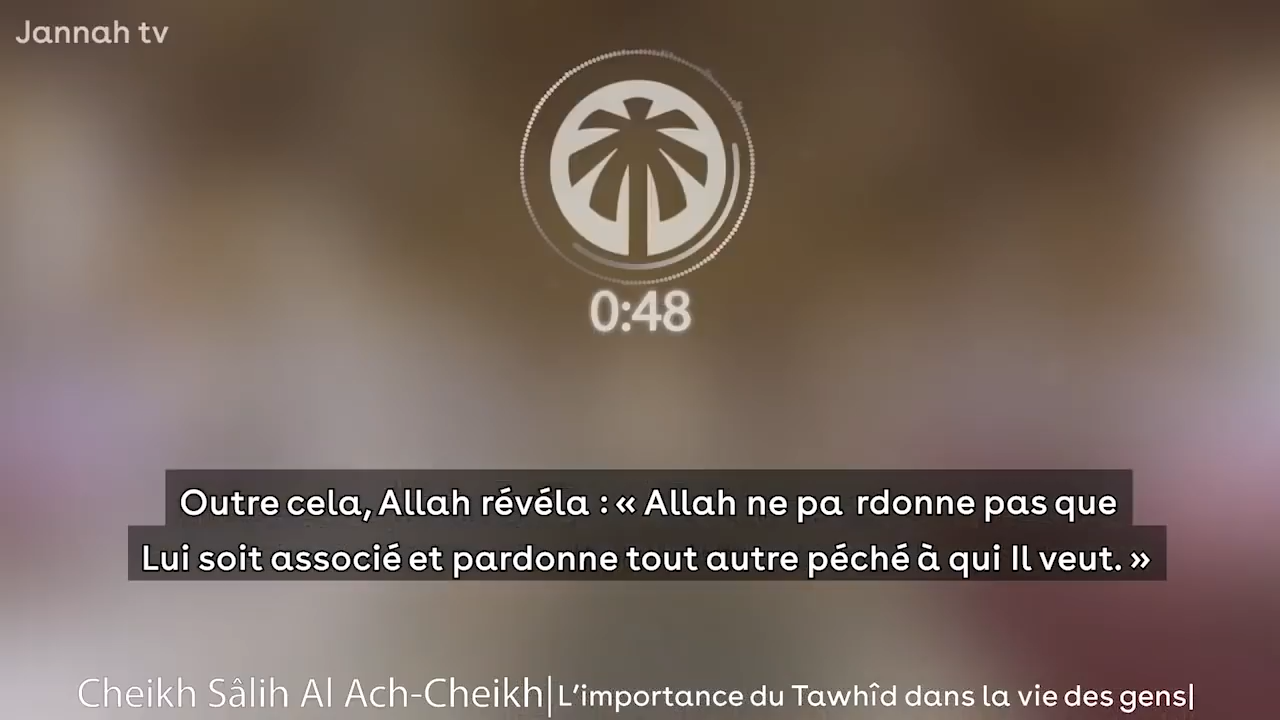 Jannah tv
0:48
Outre cela, Allah révéla : « Allah ne pa rdonne pas que
Lui soit associé et pardonne tout autre péché à qui Il veut. »
Cheikh Sâlih Al Ach-Cheikh| L'importance du Tawhîd dans la vie des gens|